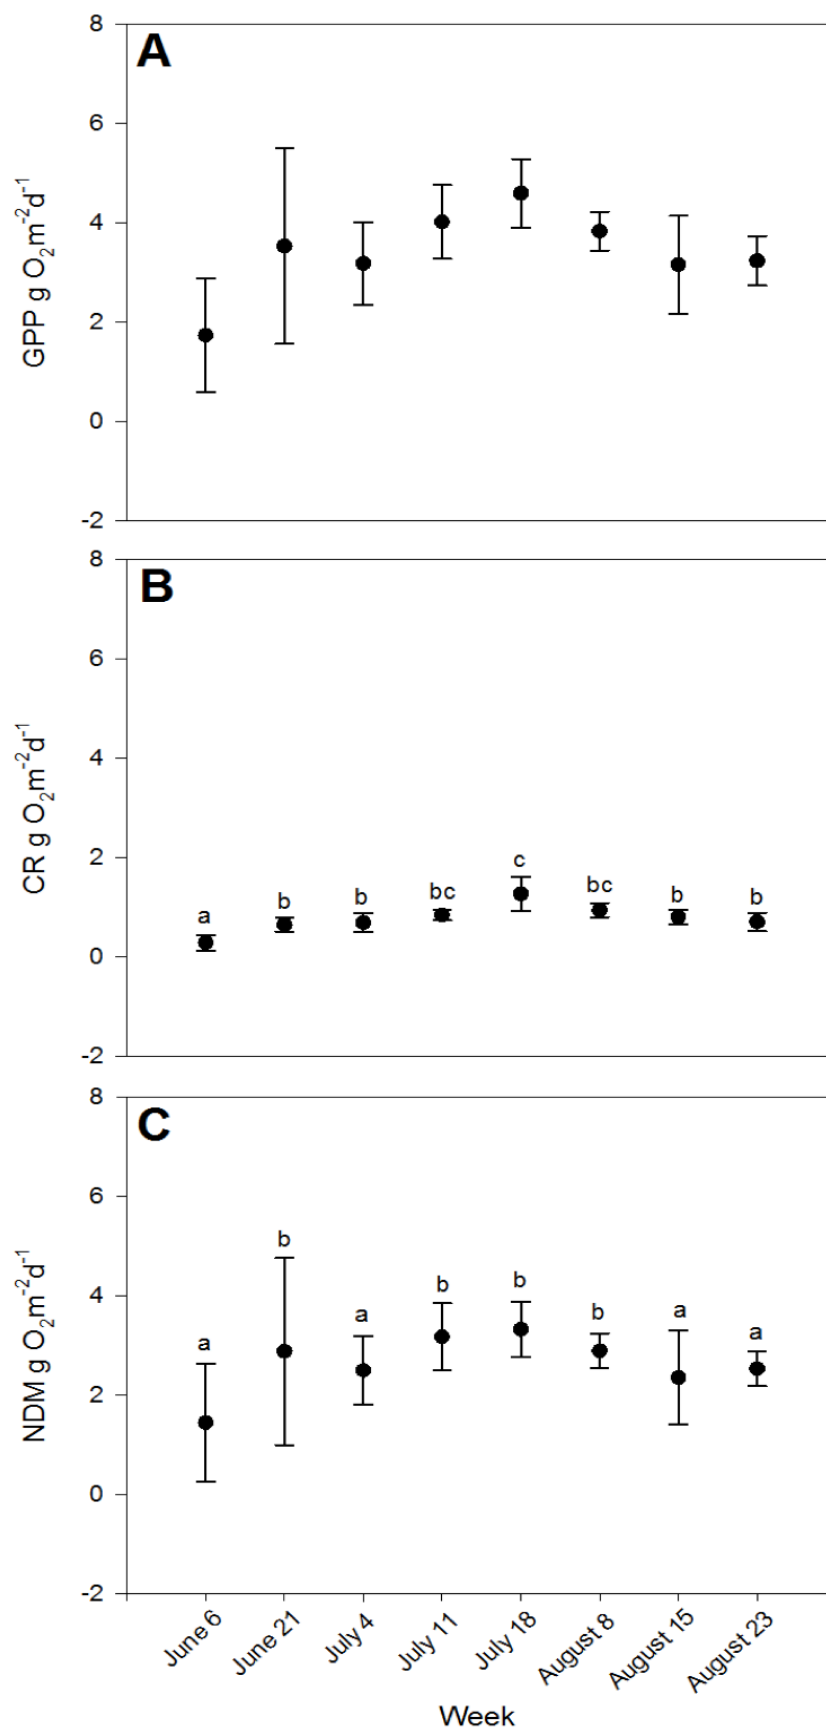 A
GPP g O₂m⁻²d⁻¹
8
6
4
2
0
-2
B
CR g O₂m⁻²d⁻¹
8
6
4
2
0
-2
a
b
b
bc
c
bc
b
b
C
NDM g O₂m⁻²d⁻¹
8
6
4
2
0
-2
a
b
a
b
b
b
a
a
June 6
June 21
July 4
July 11
July 18
August 8
August 15
August 23
Week